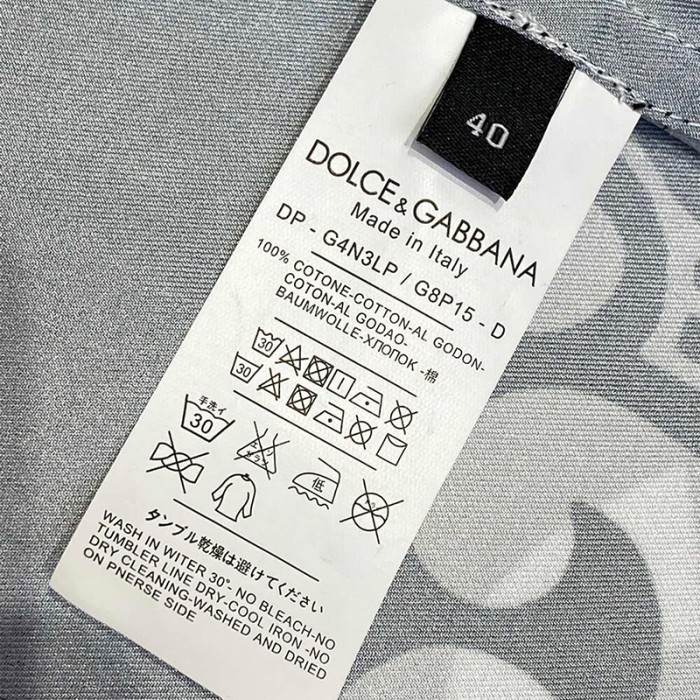 40
DOLCE & GABBANA
Made in Italy
DP - G4N3LP / G8P15 - D
100% COTONE-COTTON-AL GODON-
COTON-AL GODAO-
BAUMWOLLE-ХПОПОК -棉
30
30
手洗イ
30
低
タンブル乾燥は避けてください
WASH IN WITER 30°- NO BLEACH-NO
TUMBLER LINE DRY-COOL IRON -NO
DRY CLEANING-WASHED AND DRIED
ON PNERSE SIDE